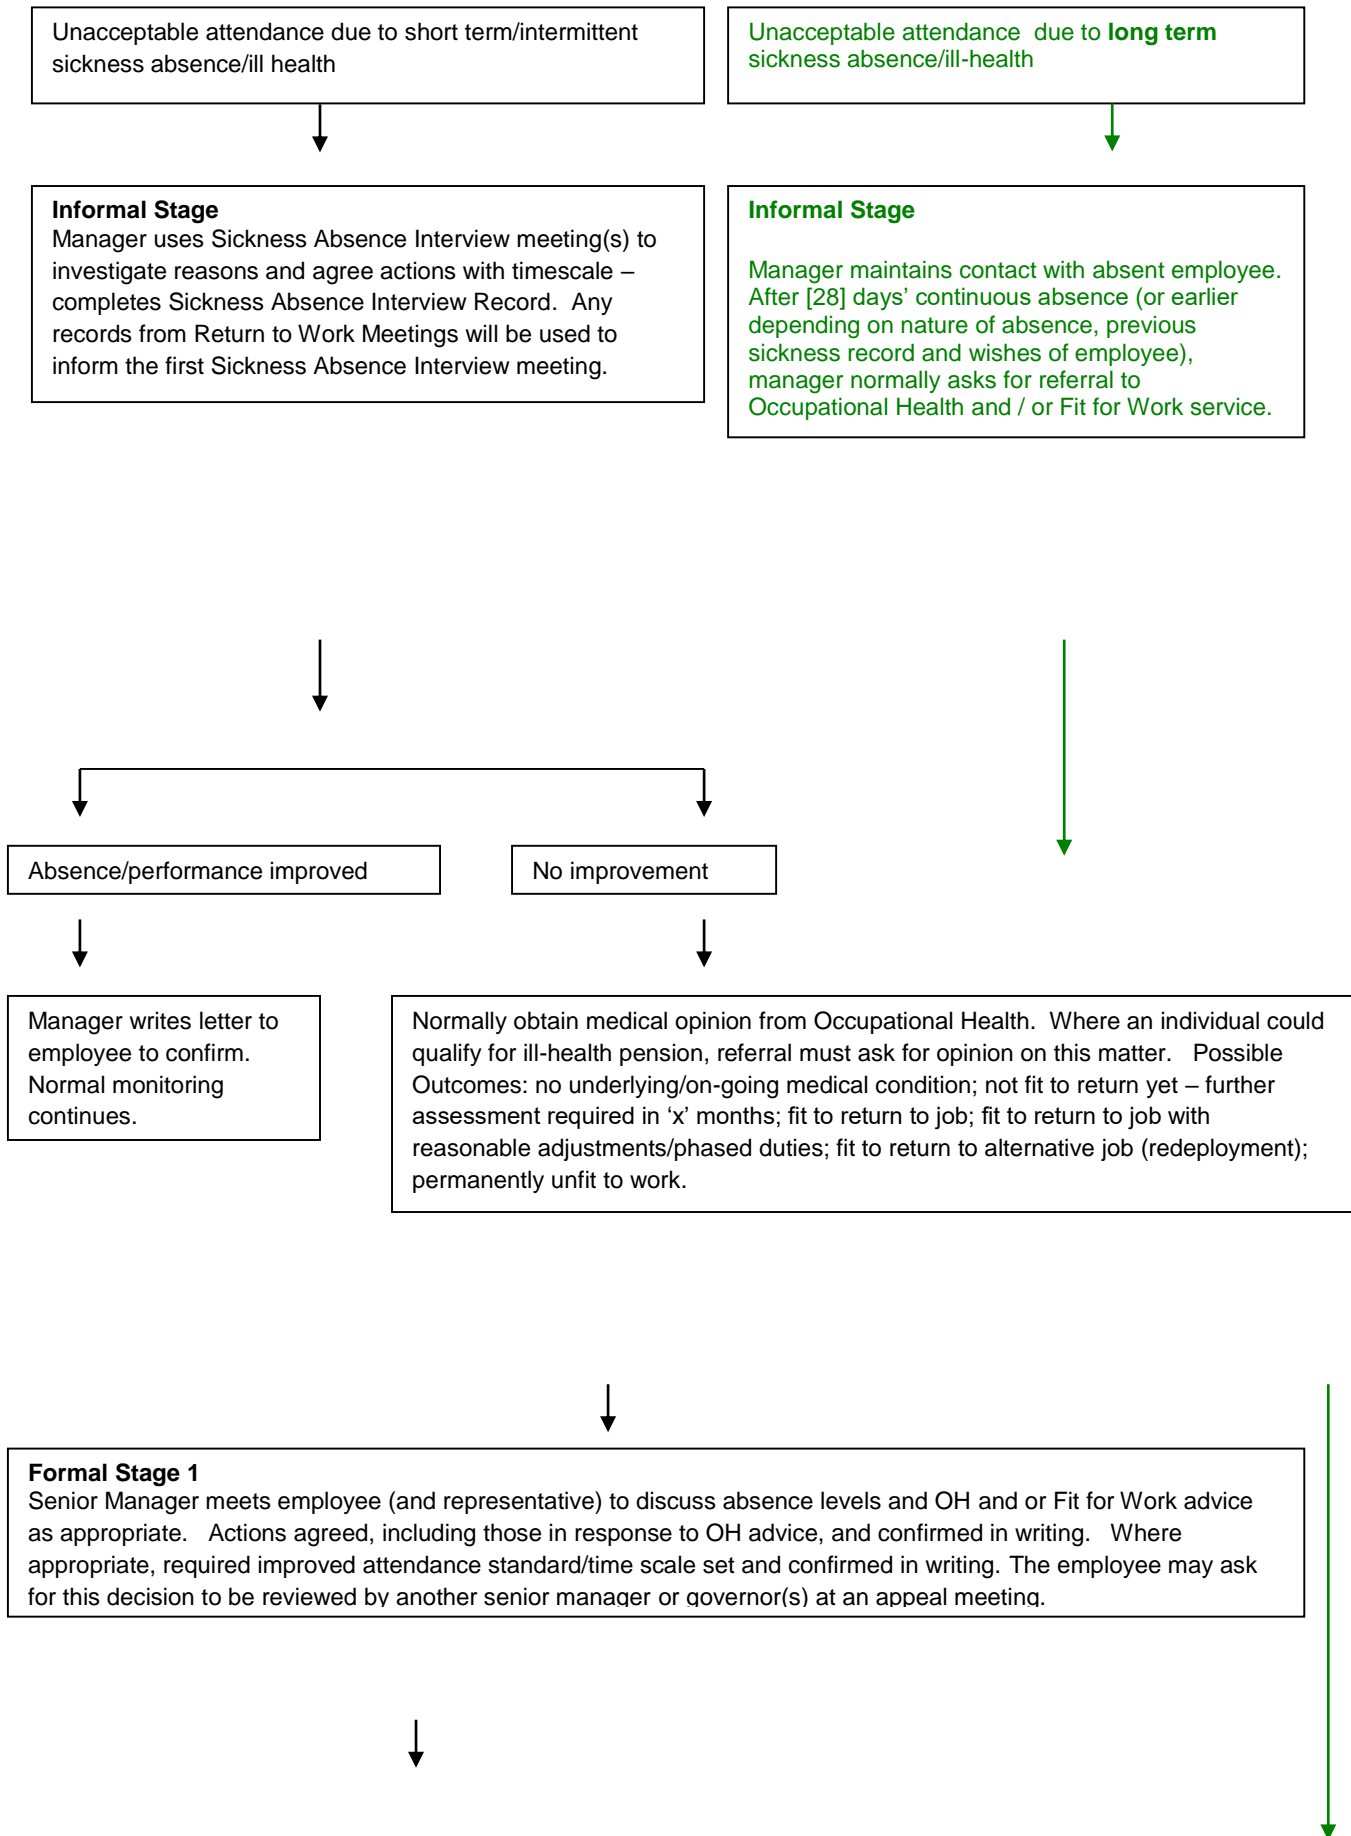 Unacceptable attendance due to short term/intermittent
sickness absence/ill health
Unacceptable attendance  due to long term
sickness absence/ill-health
Informal Stage
Manager uses Sickness Absence Interview meeting(s) to
investigate reasons and agree actions with timescale –
completes Sickness Absence Interview Record.  Any
records from Return to Work Meetings will be used to
inform the first Sickness Absence Interview meeting.
Informal Stage
Manager maintains contact with absent employee.
After [28] days’ continuous absence (or earlier
depending on nature of absence, previous
sickness record and wishes of employee),
manager normally asks for referral to
Occupational Health and / or Fit for Work service.
Absence/performance improved
No improvement
Manager writes letter to
employee to confirm.
Normal monitoring
continues.
Normally obtain medical opinion from Occupational Health.  Where an individual could
qualify for ill-health pension, referral must ask for opinion on this matter.   Possible
Outcomes: no underlying/on-going medical condition; not fit to return yet – further
assessment required in ‘x’ months; fit to return to job; fit to return to job with
reasonable adjustments/phased duties; fit to return to alternative job (redeployment);
permanently unfit to work.
Formal Stage 1
Senior Manager meets employee (and representative) to discuss absence levels and OH and or Fit for Work advice
as appropriate.   Actions agreed, including those in response to OH advice, and confirmed in writing.   Where
appropriate, required improved attendance standard/time scale set and confirmed in writing. The employee may ask
for this decision to be reviewed by another senior manager or governor(s) at an appeal meeting.